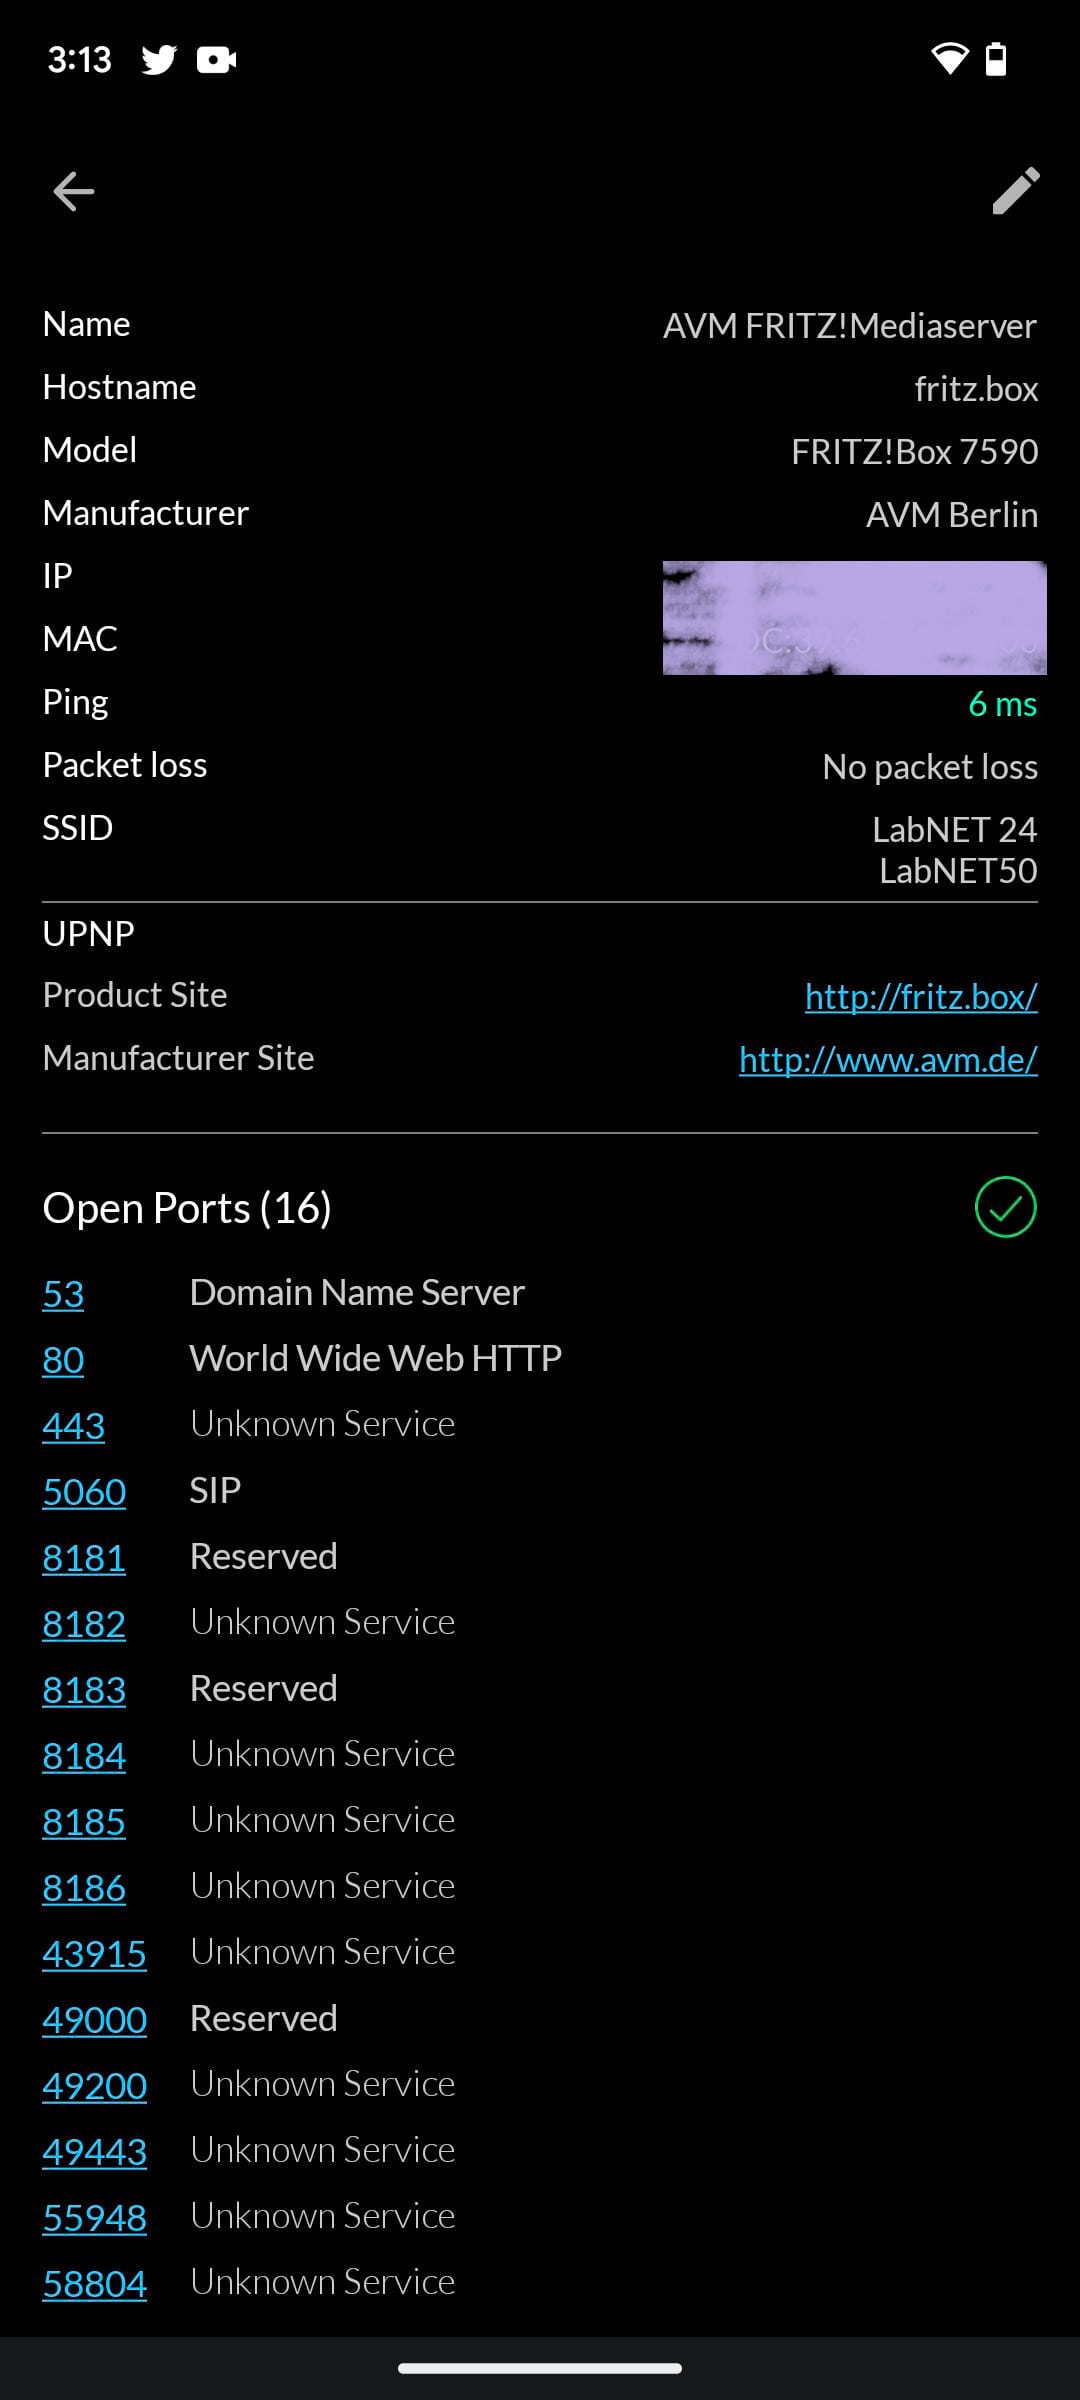 3:13
Name AVM FRITZ!Mediaserver
Hostname fritz.box
Model FRITZ!Box 7590
Manufacturer AVM Berlin
IP
MAC
Ping 6 ms
Packet loss No packet loss
SSID LabNET 24
LabNET50
UPNP
Product Site http://fritz.box/
Manufacturer Site http://www.avm.de/
Open Ports (16)
53 Domain Name Server
80 World Wide Web HTTP
443 Unknown Service
5060 SIP
8181 Reserved
8182 Unknown Service
8183 Reserved
8184 Unknown Service
8185 Unknown Service
8186 Unknown Service
43915 Unknown Service
49000 Reserved
49200 Unknown Service
49443 Unknown Service
55948 Unknown Service
58804 Unknown Service